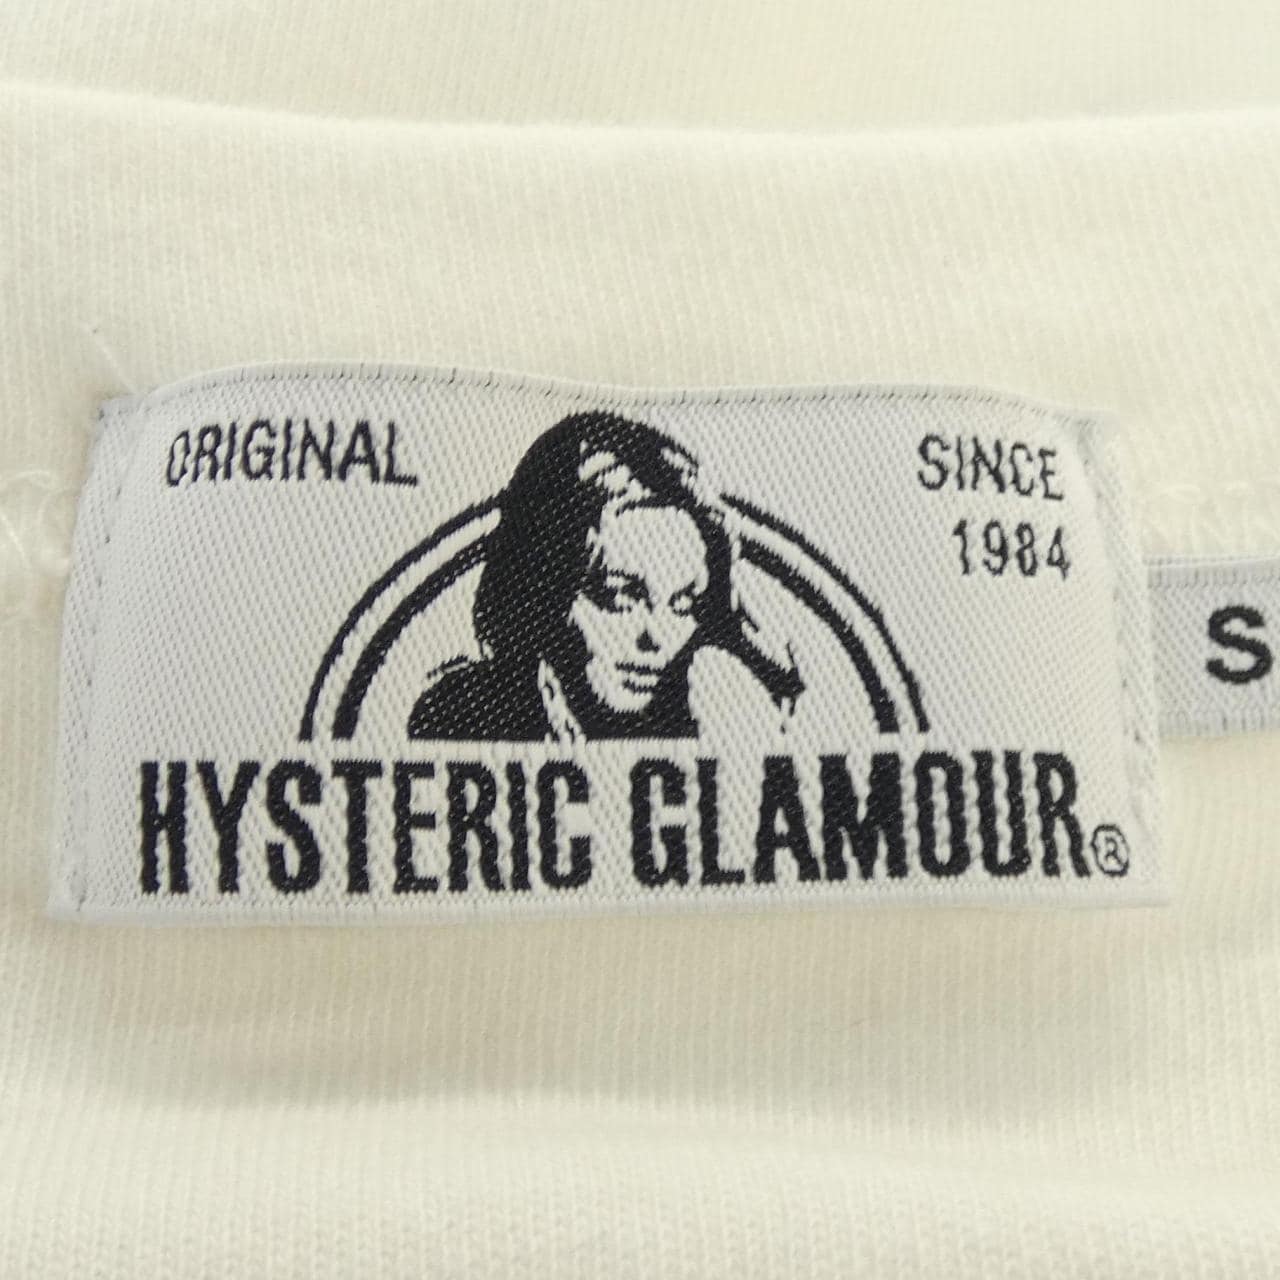 ORIGINAL
SINCE
1984
S
HYSTERIC GLAMOUR®